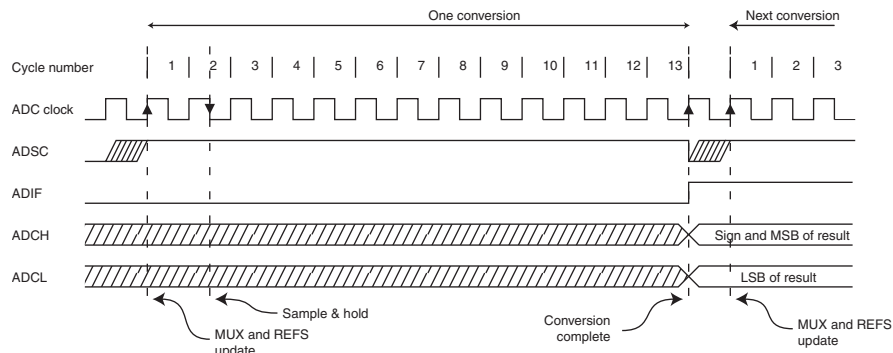 One conversion
Next conversion
Cycle number 1 2 3 4 5 6 7 8 9 10 11 12 13 1 2 3
ADC clock
ADSC
ADIF
ADCH
Sign and MSB of result
ADCL
LSB of result
Sample & hold
MUX and REFS
update
Conversion
complete
MUX and REFS
update